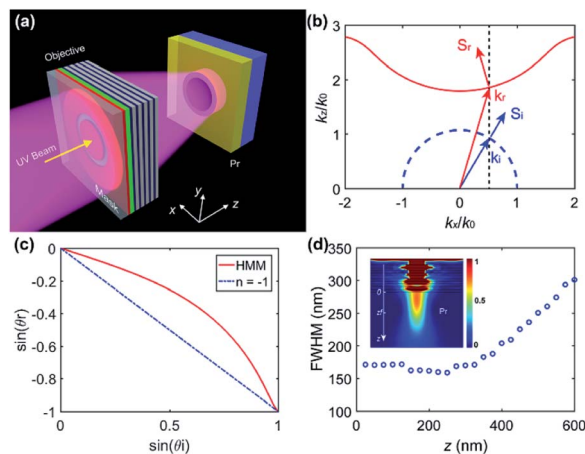 (a)
Objective
UV Beam
Mask
Pr
x
y
z
(b)
kz/k0
3
2
1
0
Sr
kr
Si
ki
-2 -1 0 1 2
kx/k0
(c)
sin(θr)
0
-0.2
-0.4
-0.6
-0.8
-1
HMM
n = -1
0 0.5 1
sin(θi)
(d)
FWHM (nm)
350
300
250
200
150
100
0
zf
z
Pr
1
0.5
0
0 200 400 600
z (nm)